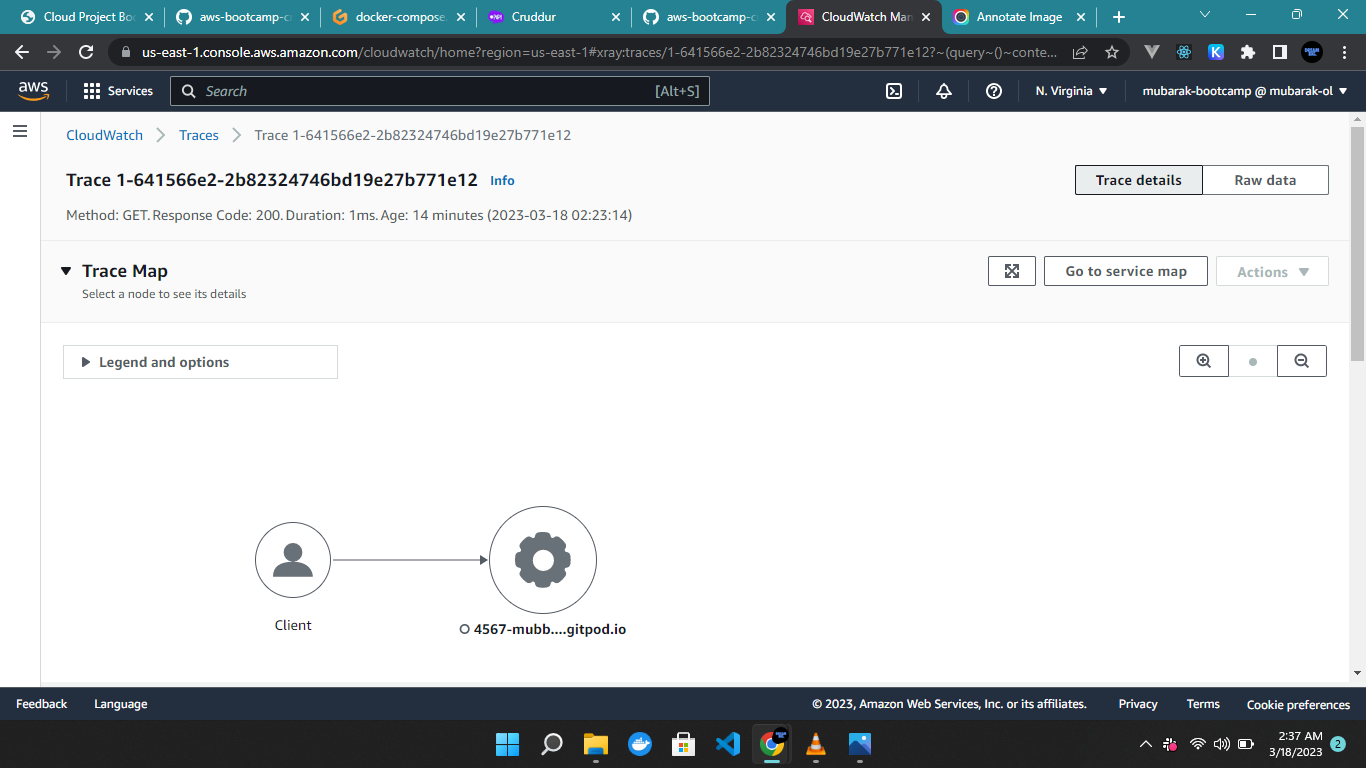 Cloud Project Boo
aws-bootcamp-c
docker-compose.
Cruddur
aws-bootcamp-c
CloudWatch Man
Annotate Image
us-east-1.console.aws.amazon.com/cloudwatch/home?region=us-east-1#xray:traces/1-641566e2-2b82324746bd19e27b771e12?~(query~()~conte...
aws
Services
Search
[Alt+S]
N. Virginia
mubarak-bootcamp @ mubarak-ol
CloudWatch
Traces
Trace 1-641566e2-2b82324746bd19e27b771e12
Trace 1-641566e2-2b82324746bd19e27b771e12 Info
Trace details
Raw data
Method: GET. Response Code: 200. Duration: 1ms. Age: 14 minutes (2023-03-18 02:23:14)
Trace Map
Select a node to see its details
Go to service map
Actions
Legend and options
Client
4567-mubb....gitpod.io
Feedback
Language
© 2023, Amazon Web Services, Inc. or its affiliates.
Privacy
Terms
Cookie preferences
2:37 AM
3/18/2023
2